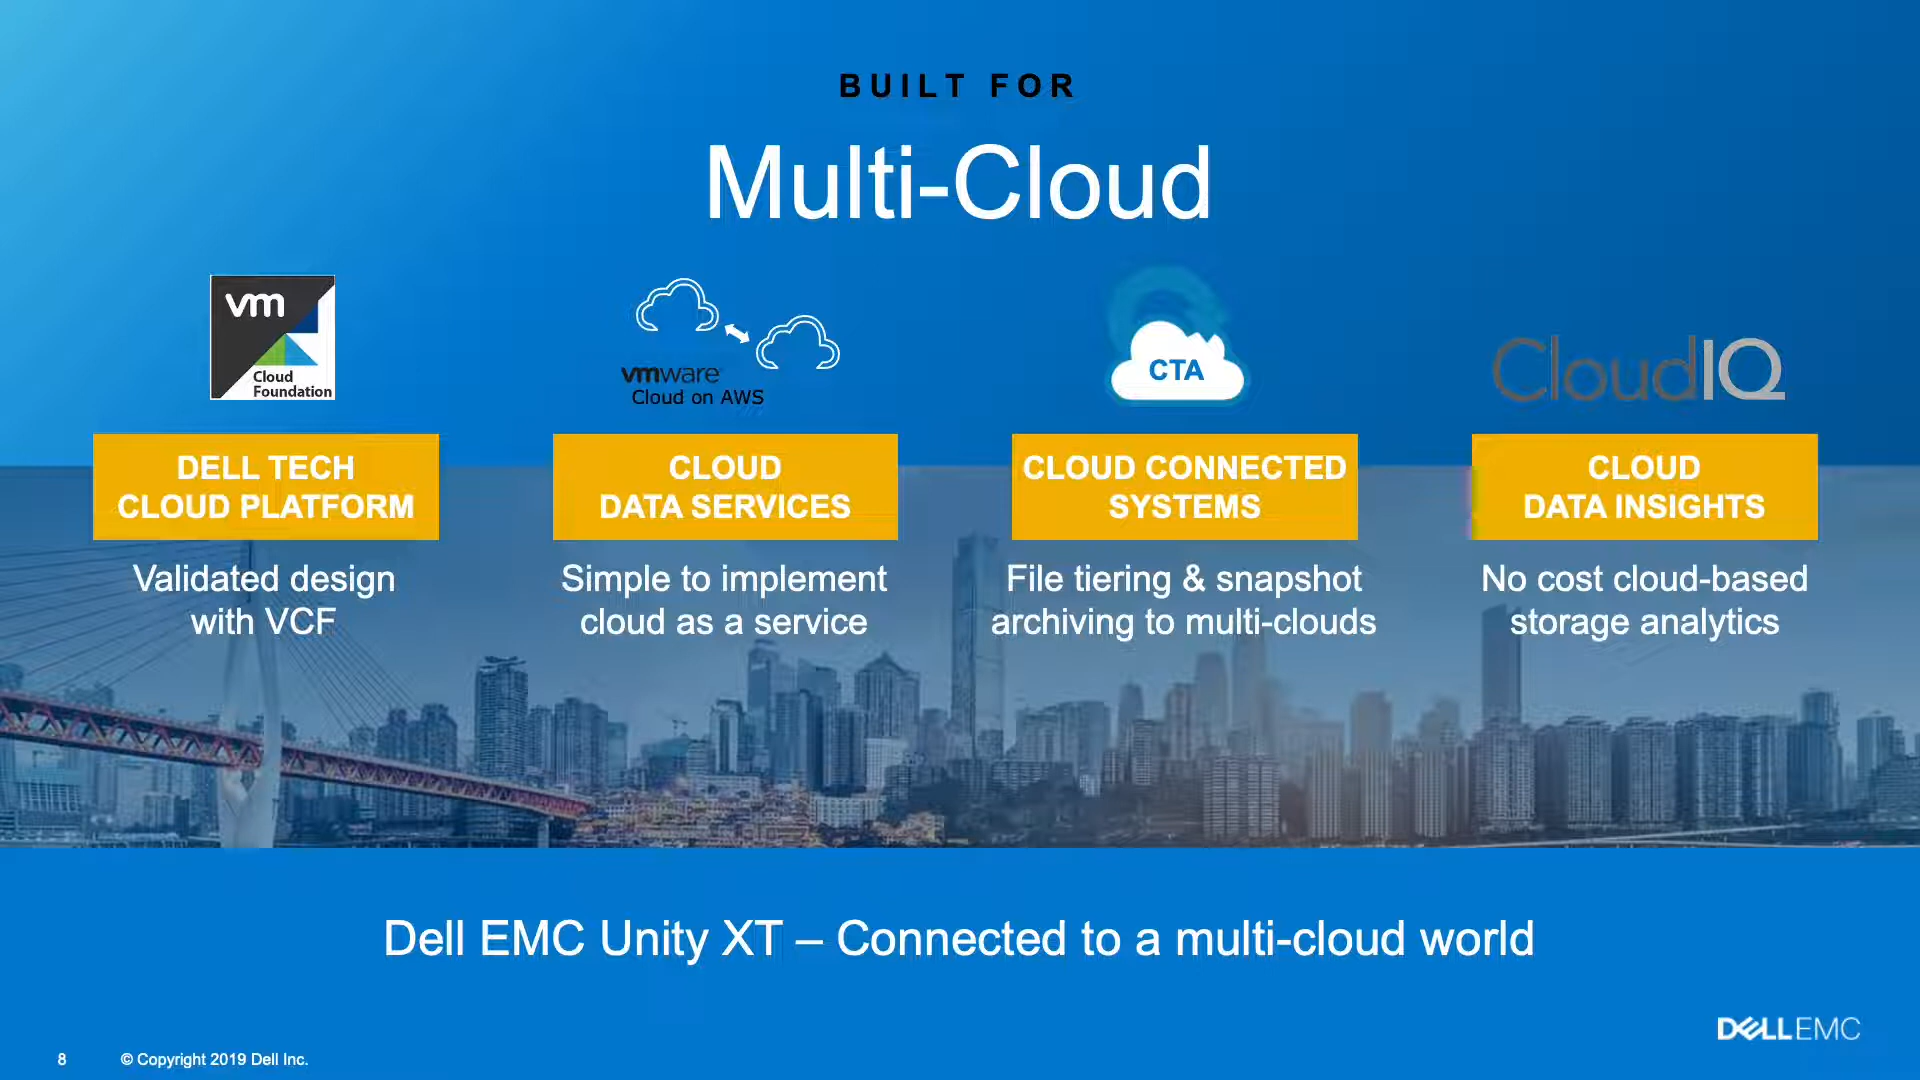 BUILT FOR
Multi-Cloud
vm
Cloud
Foundation
vmware
Cloud on AWS
CTA
CloudIQ
DELL TECH
CLOUD PLATFORM
CLOUD
DATA SERVICES
CLOUD CONNECTED
SYSTEMS
CLOUD
DATA INSIGHTS
Validated design
with VCF
Simple to implement
cloud as a service
File tiering & snapshot
archiving to multi-clouds
No cost cloud-based
storage analytics
Dell EMC Unity XT – Connected to a multi-cloud world
DELLEMC
8
© Copyright 2019 Dell Inc.